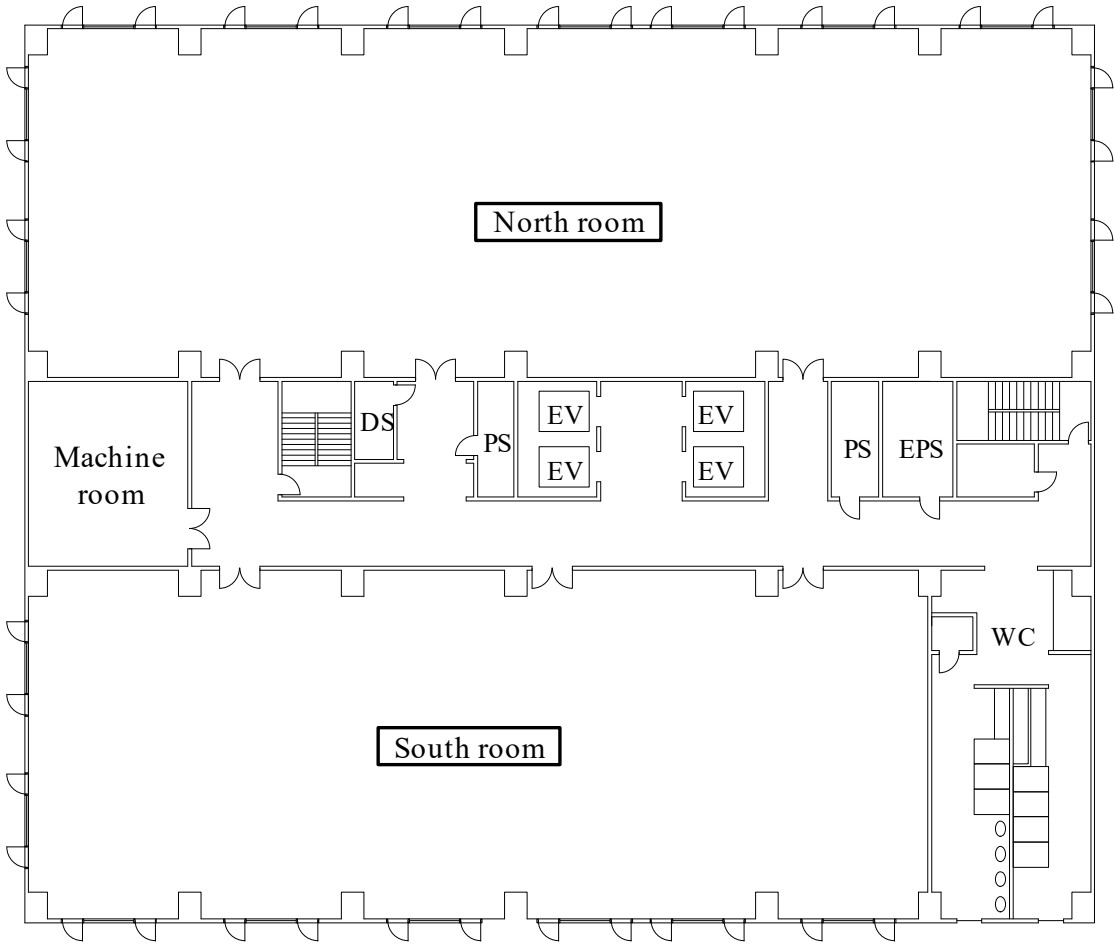 North room
EV
EV
DS
PS
PS
EPS
Machine
room
EV
EV
WC
South room